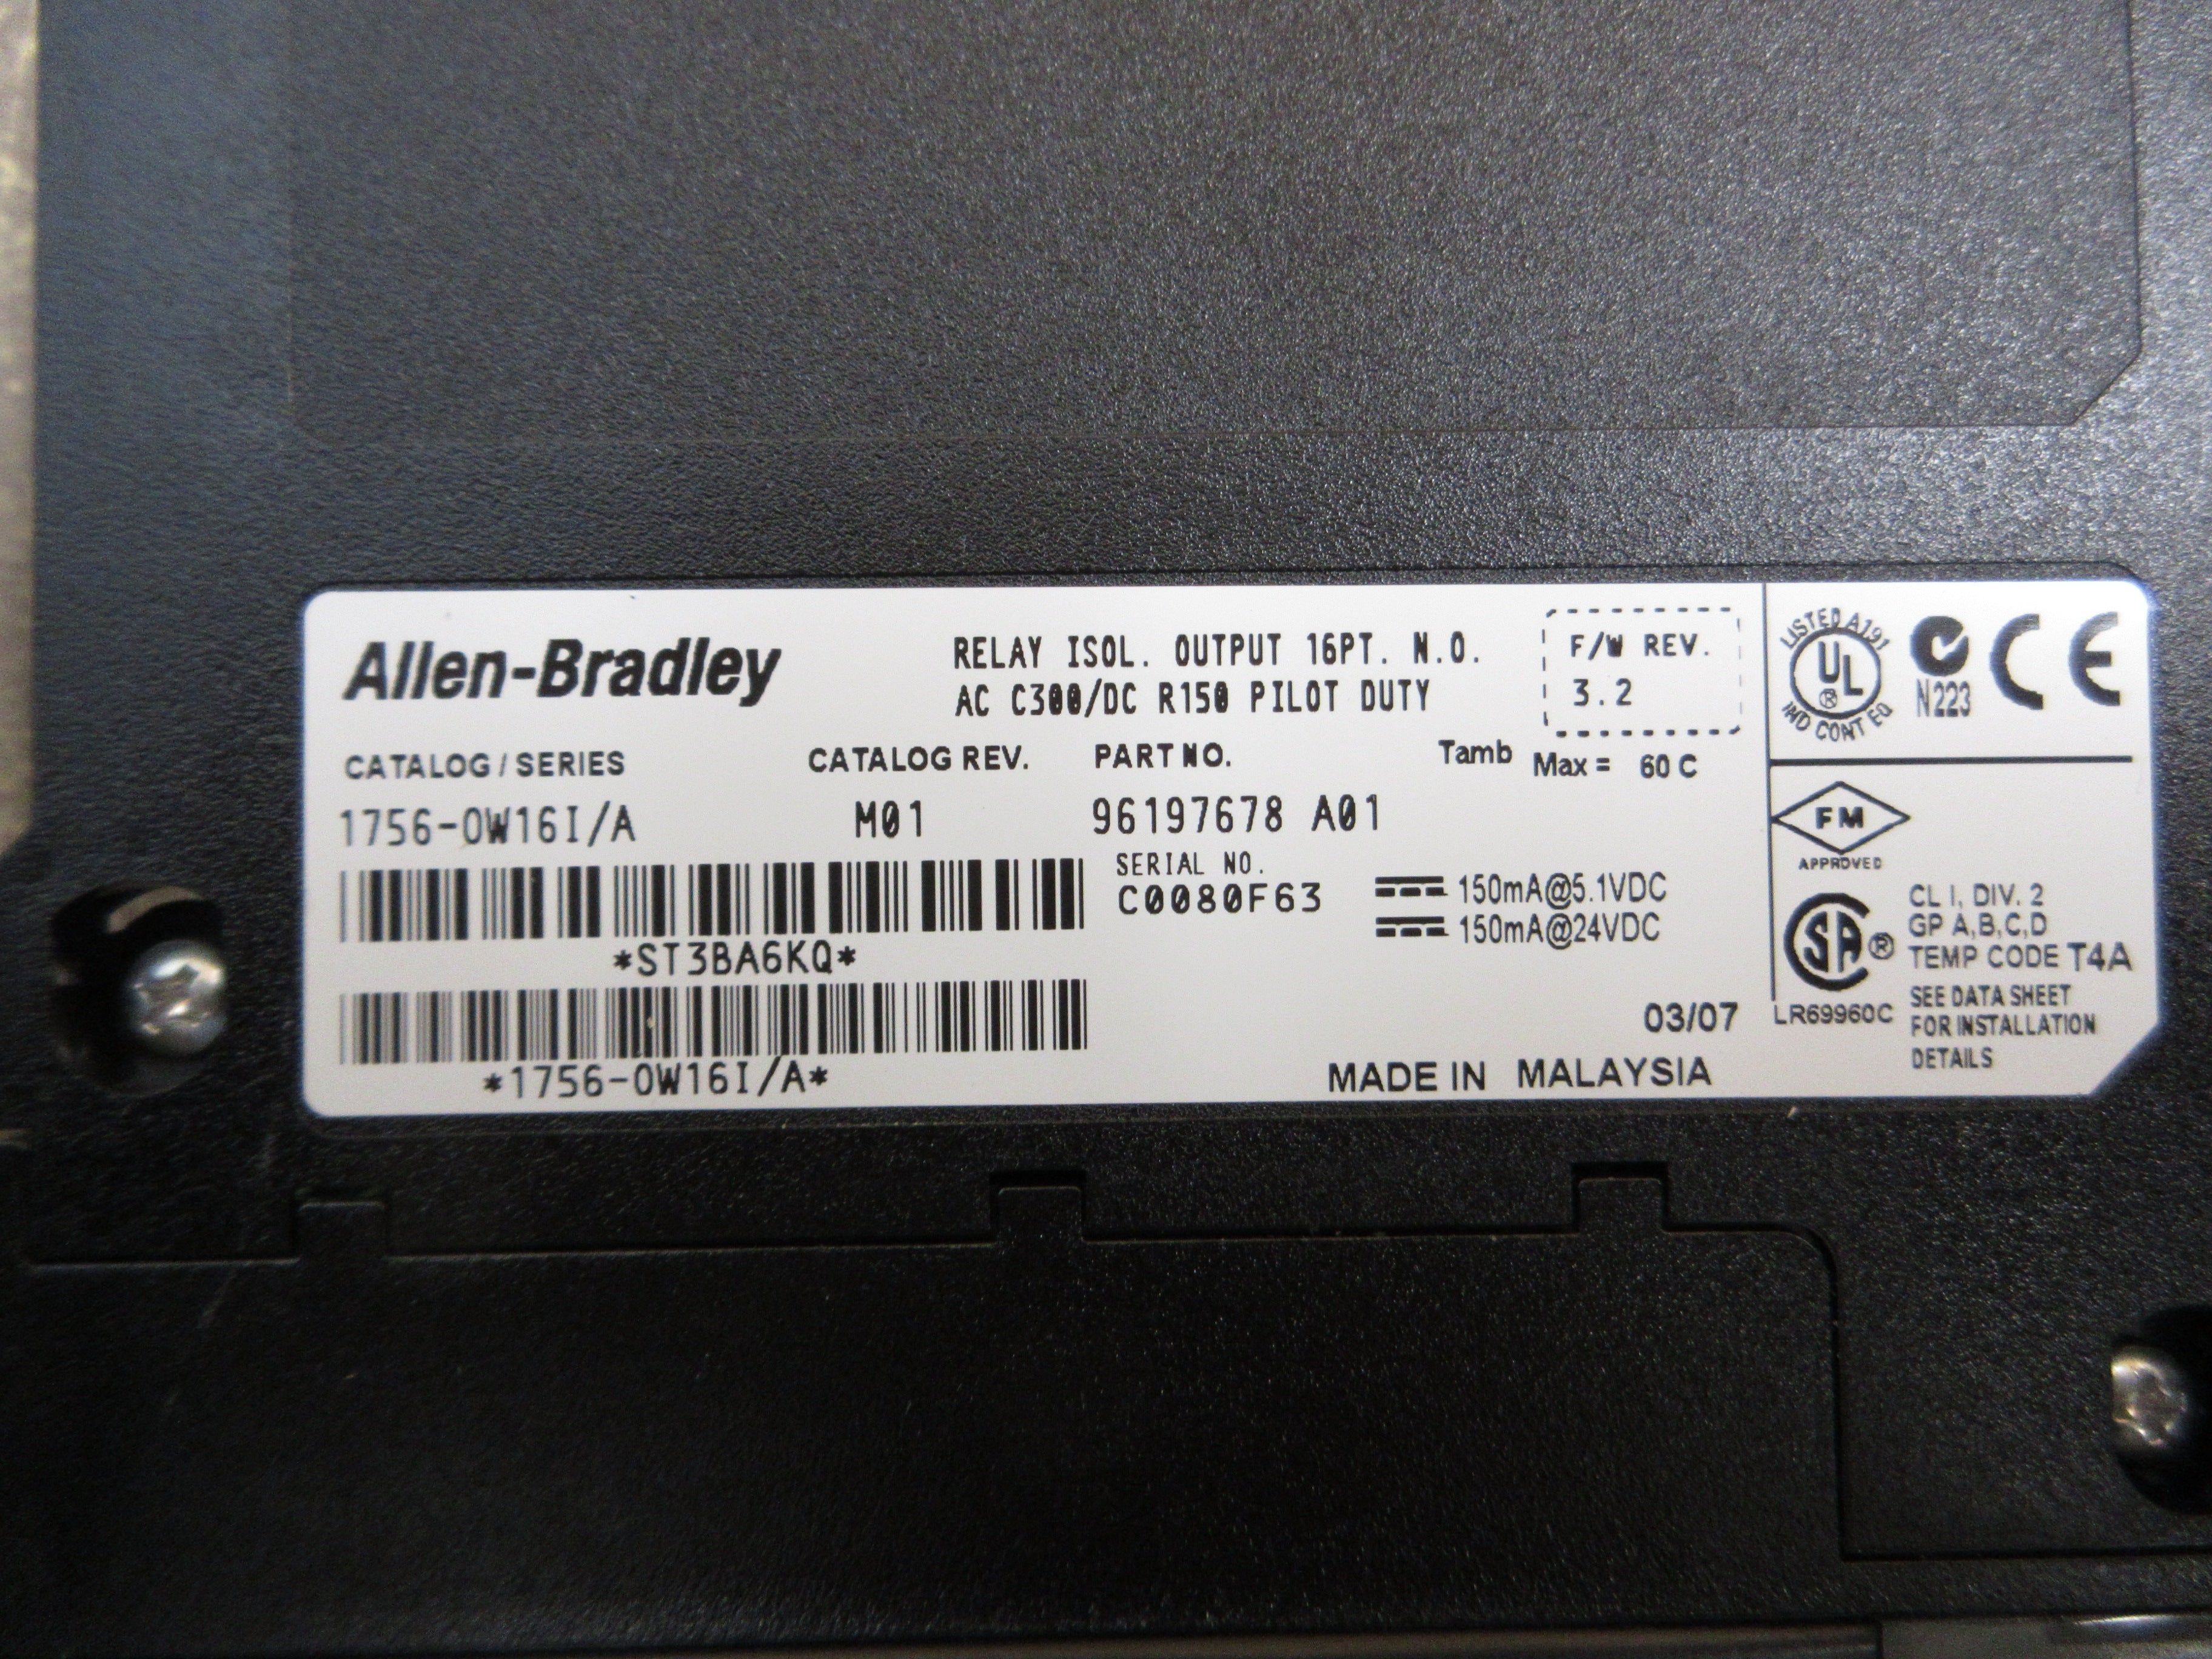 Allen-Bradley
RELAY ISOL. OUTPUT 16PT. N.O.
AC C300/DC R150 PILOT DUTY
F/W REV.
3.2
CATALOG / SERIES
CATALOG REV.
PART NO.
Tamb Max = 60 C
1756-OW16I/A
M01
96197678 A01
SERIAL NO.
C0080F63
150mA@5.1VDC
150mA@24VDC
*ST3BA6KQ*
*1756-OW16I/A*
03/07
MADE IN MALAYSIA
LISTED A191
UL
®
IND CONT EQ
N223
CE
FM
APPROVED
SA ®
LR69960C
CL I, DIV. 2
GP A,B,C,D
TEMP CODE T4A
SEE DATA SHEET
FOR INSTALLATION
DETAILS